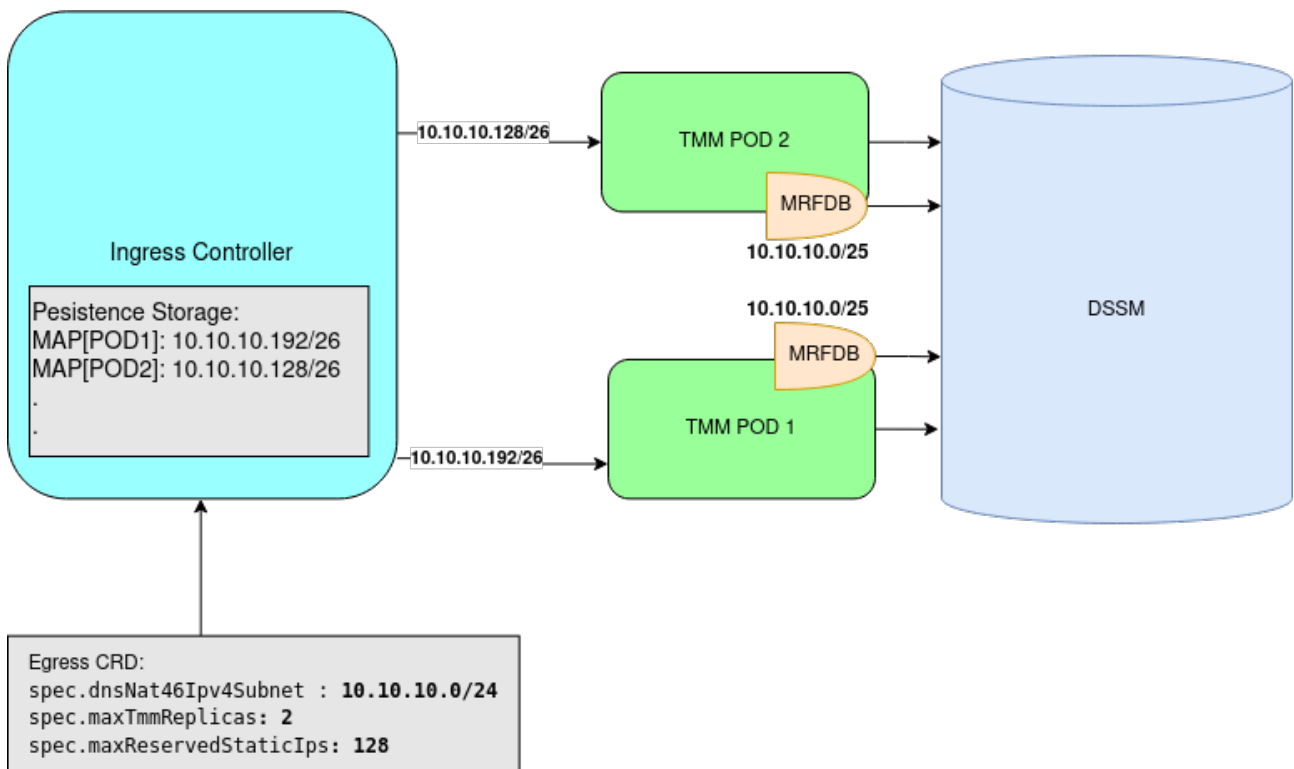 Ingress Controller
Pesistence Storage:
MAP[POD1]: 10.10.10.192/26
MAP[POD2]: 10.10.10.128/26
.
.
10.10.10.128/26
10.10.10.192/26
TMM POD 2
MRFDB
10.10.10.0/25
10.10.10.0/25
MRFDB
TMM POD 1
DSSM
Egress CRD:
spec.dnsNat46Ipv4Subnet : 10.10.10.0/24
spec.maxTmmReplicas: 2
spec.maxReservedStaticIps: 128